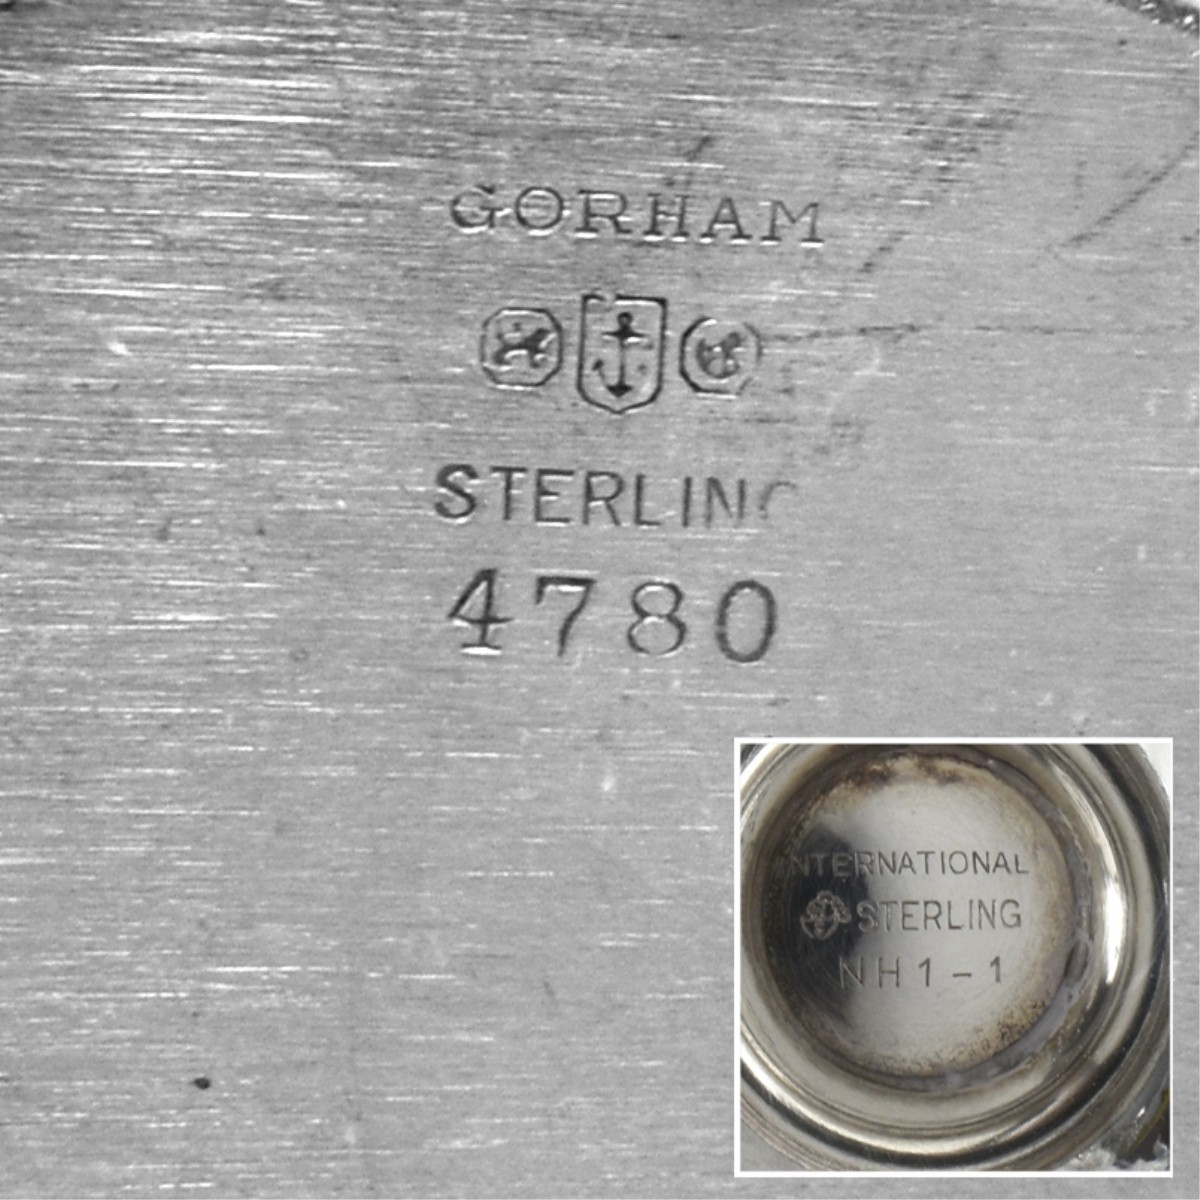 GORHAM
STERLING
4780
INTERNATIONAL
STERLING
NH1-1